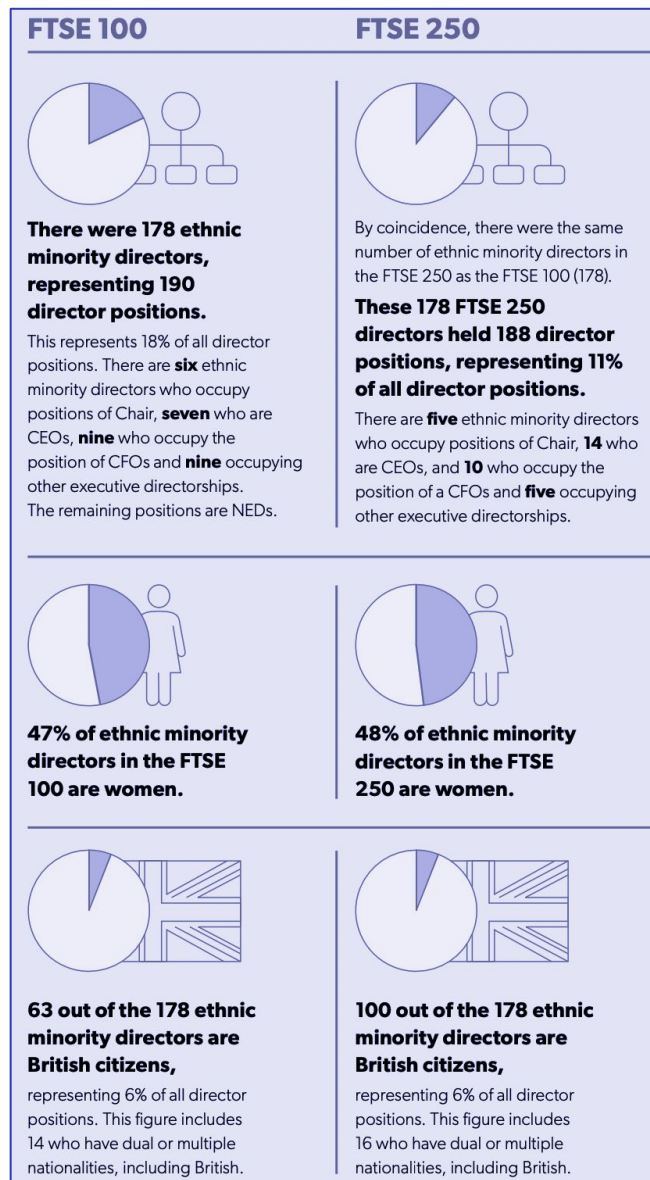 FTSE 100
There were 178 ethnic
minority directors,
representing 190
director positions.
This represents 18% of all director
positions. There are six ethnic
minority directors who occupy
positions of Chair, seven who are
CEOs, nine who occupy the
position of CFOs and nine occupying
other executive directorships.
The remaining positions are NEDs.
47% of ethnic minority
directors in the FTSE
100 are women.
63 out of the 178 ethnic
minority directors are
British citizens,
representing 6% of all director
positions. This figure includes
14 who have dual or multiple
nationalities, including British.
FTSE 250
By coincidence, there were the same
number of ethnic minority directors in
the FTSE 250 as the FTSE 100 (178).
These 178 FTSE 250
directors held 188 director
positions, representing 11%
of all director positions.
There are five ethnic minority directors
who occupy positions of Chair, 14 who
are CEOs, and 10 who occupy the
position of a CFOs and five occupying
other executive directorships.
48% of ethnic minority
directors in the FTSE
250 are women.
100 out of the 178 ethnic
minority directors are
British citizens,
representing 6% of all director
positions. This figure includes
16 who have dual or multiple
nationalities, including British.